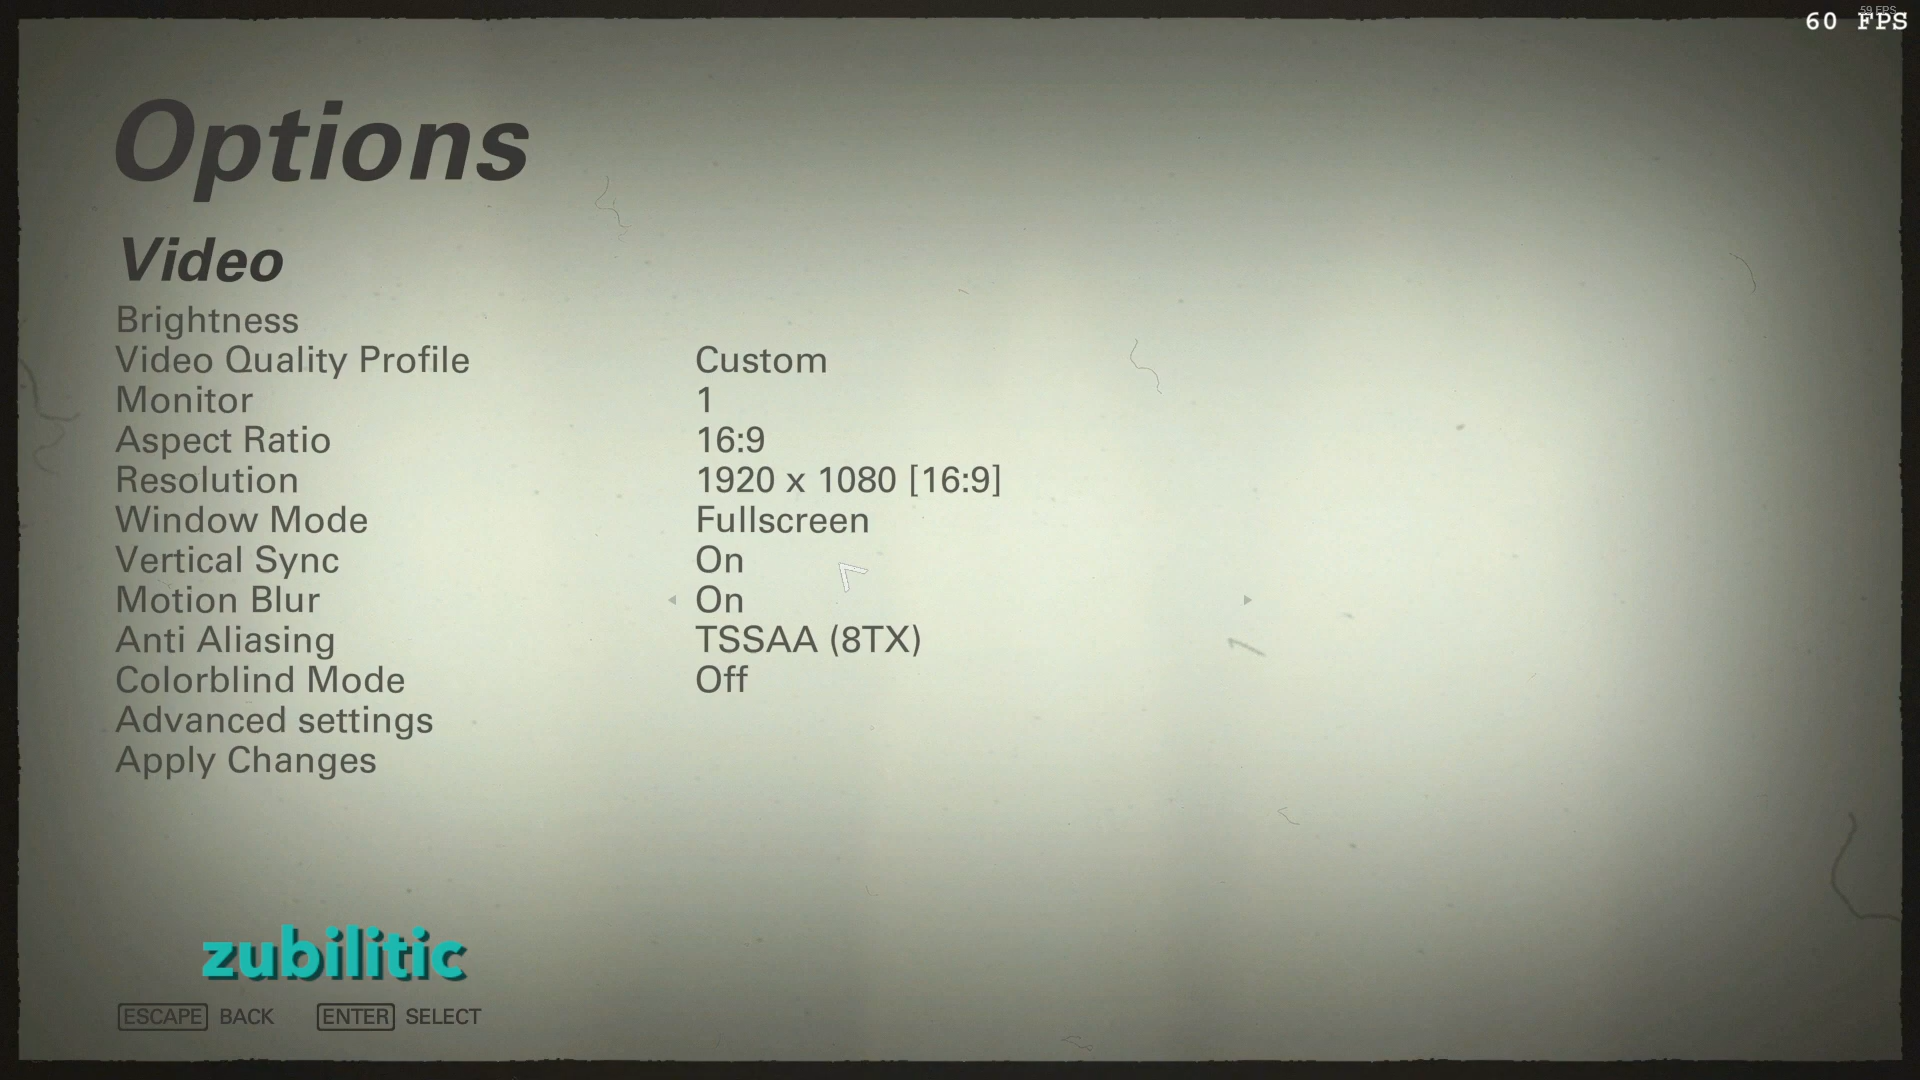 59 FPS
60 FPS
Options
Video
Brightness
Video Quality Profile Custom
Monitor 1
Aspect Ratio 16:9
Resolution 1920 x 1080 [16:9]
Window Mode Fullscreen
Vertical Sync On
Motion Blur On
Anti Aliasing TSSAA (8TX)
Colorblind Mode Off
Advanced settings
Apply Changes
zubilitic
ESCAPE BACK ENTER SELECT